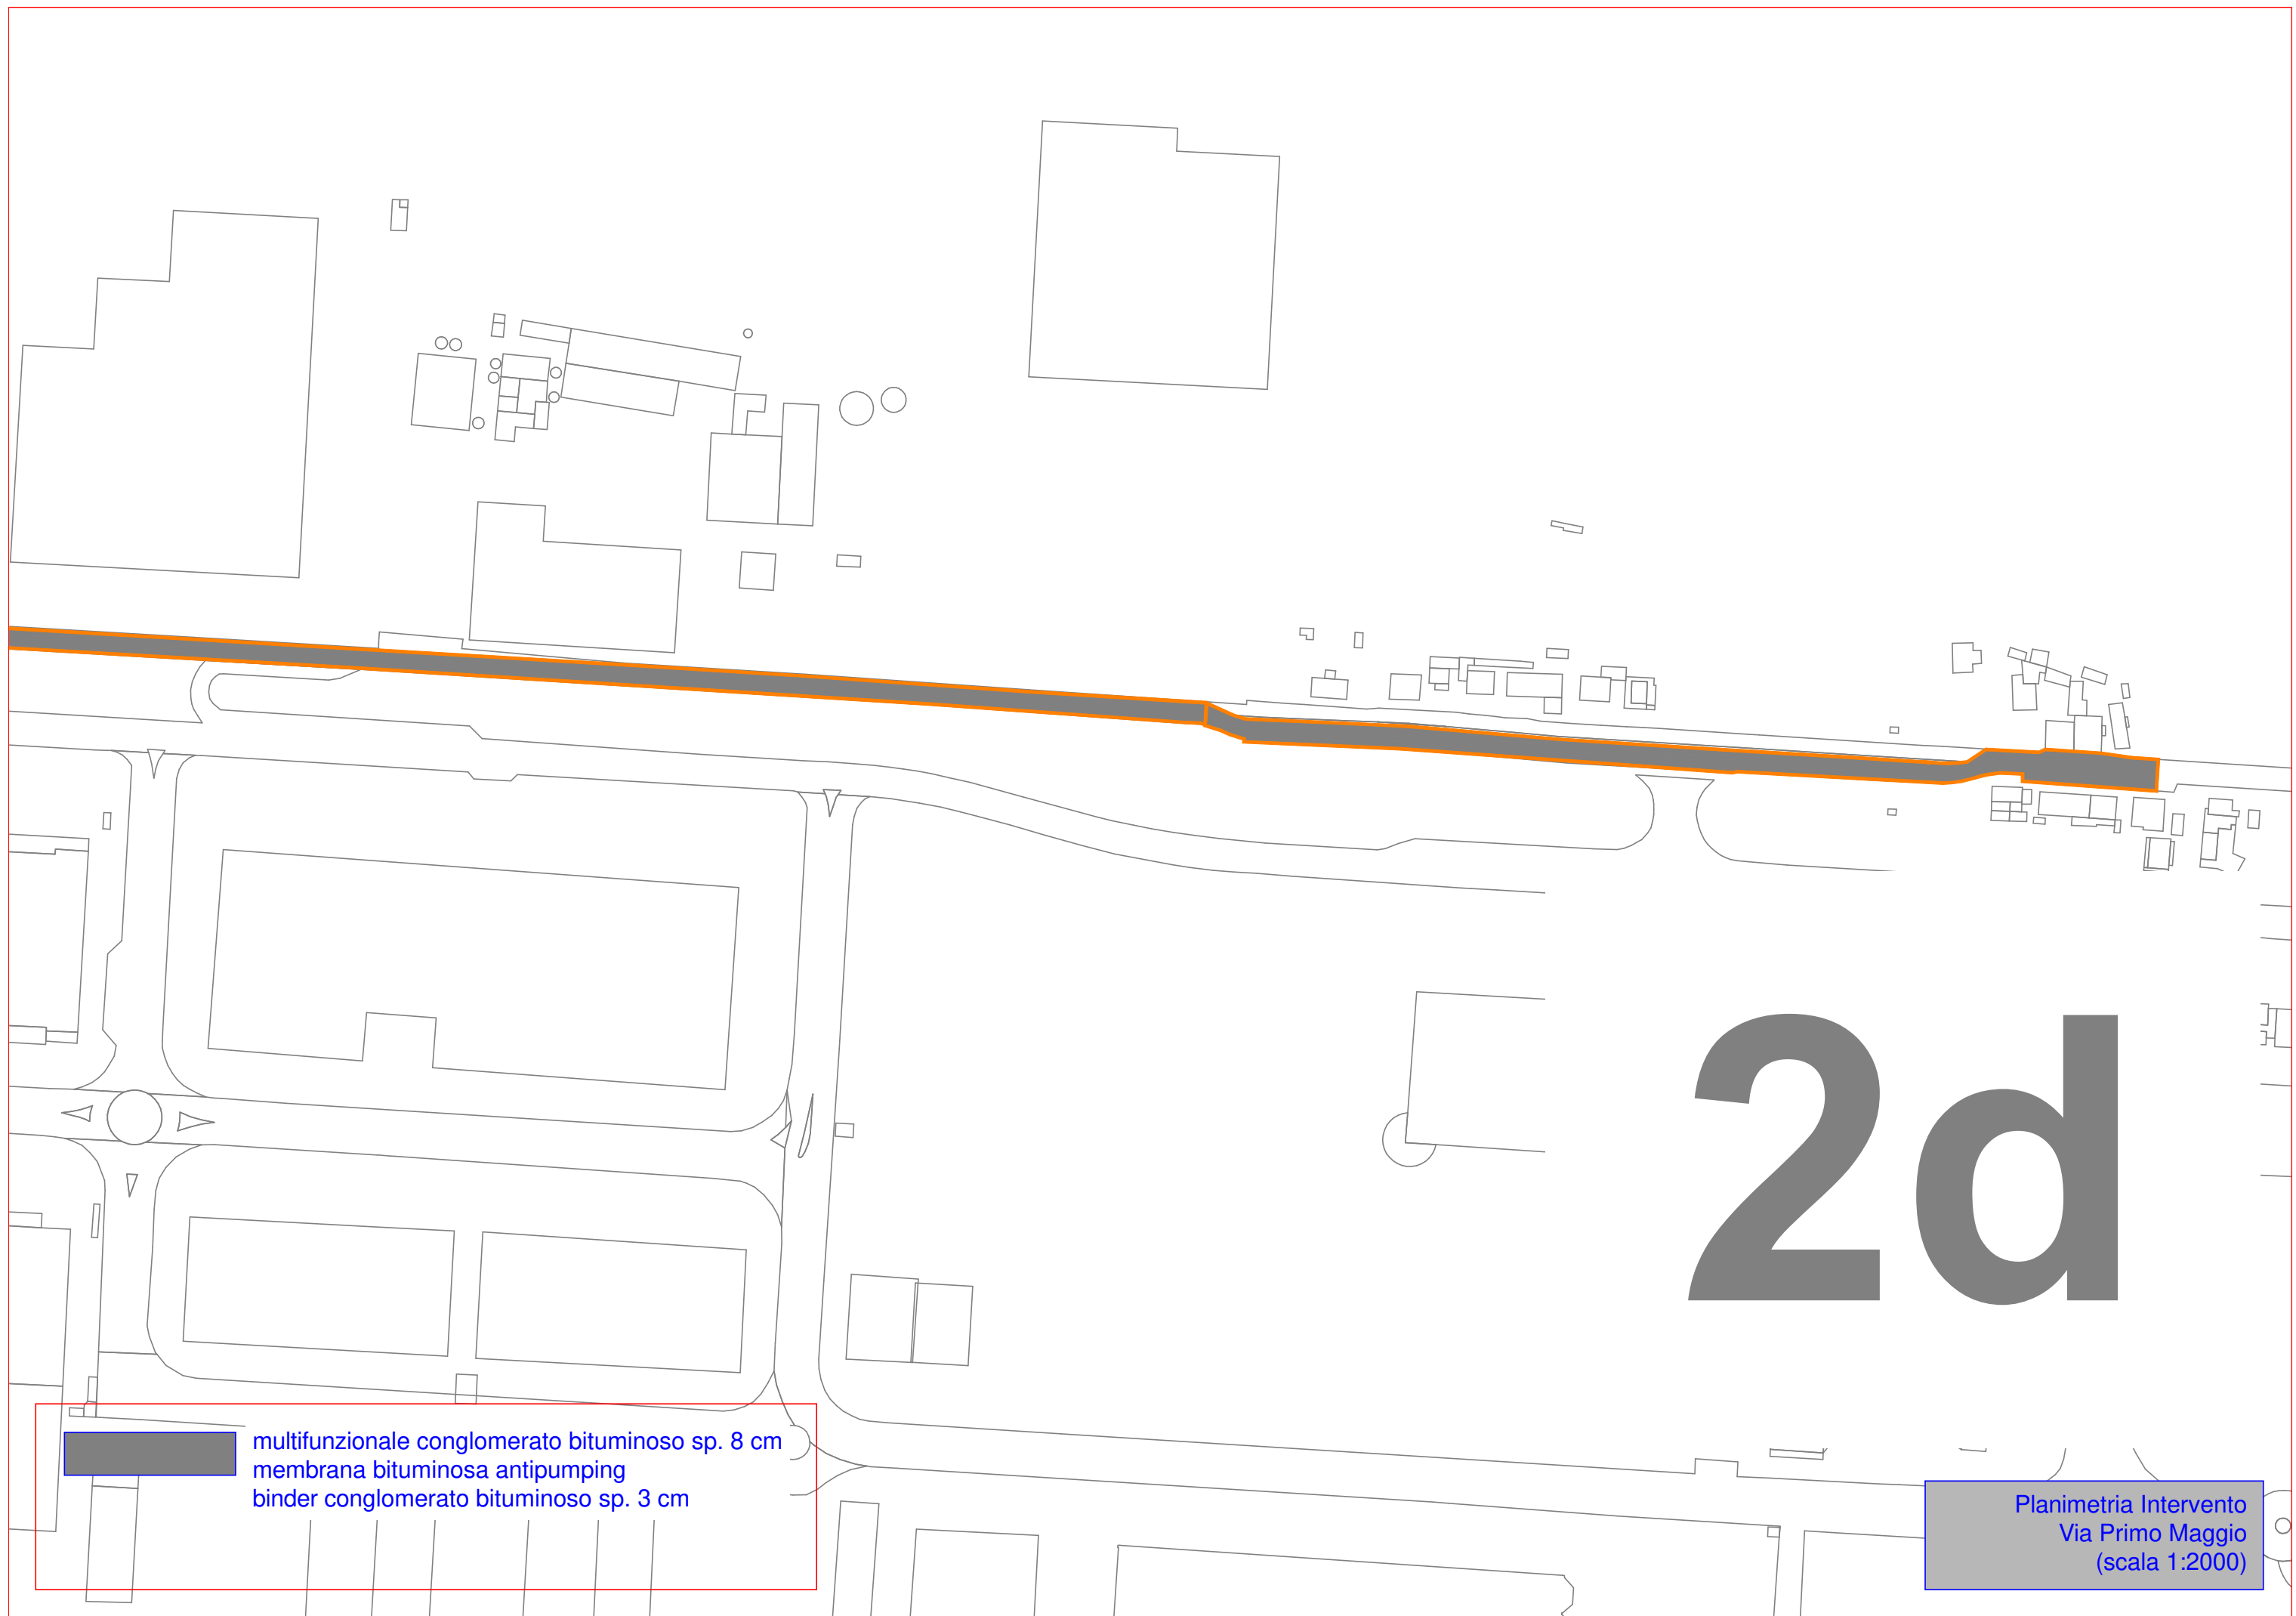 2d
multifunzionale conglomerato bituminoso sp. 8 cm
membrana bituminosa antipumping
binder conglomerato bituminoso sp. 3 cm
Planimetria Intervento
Via Primo Maggio
(scala 1:2000)